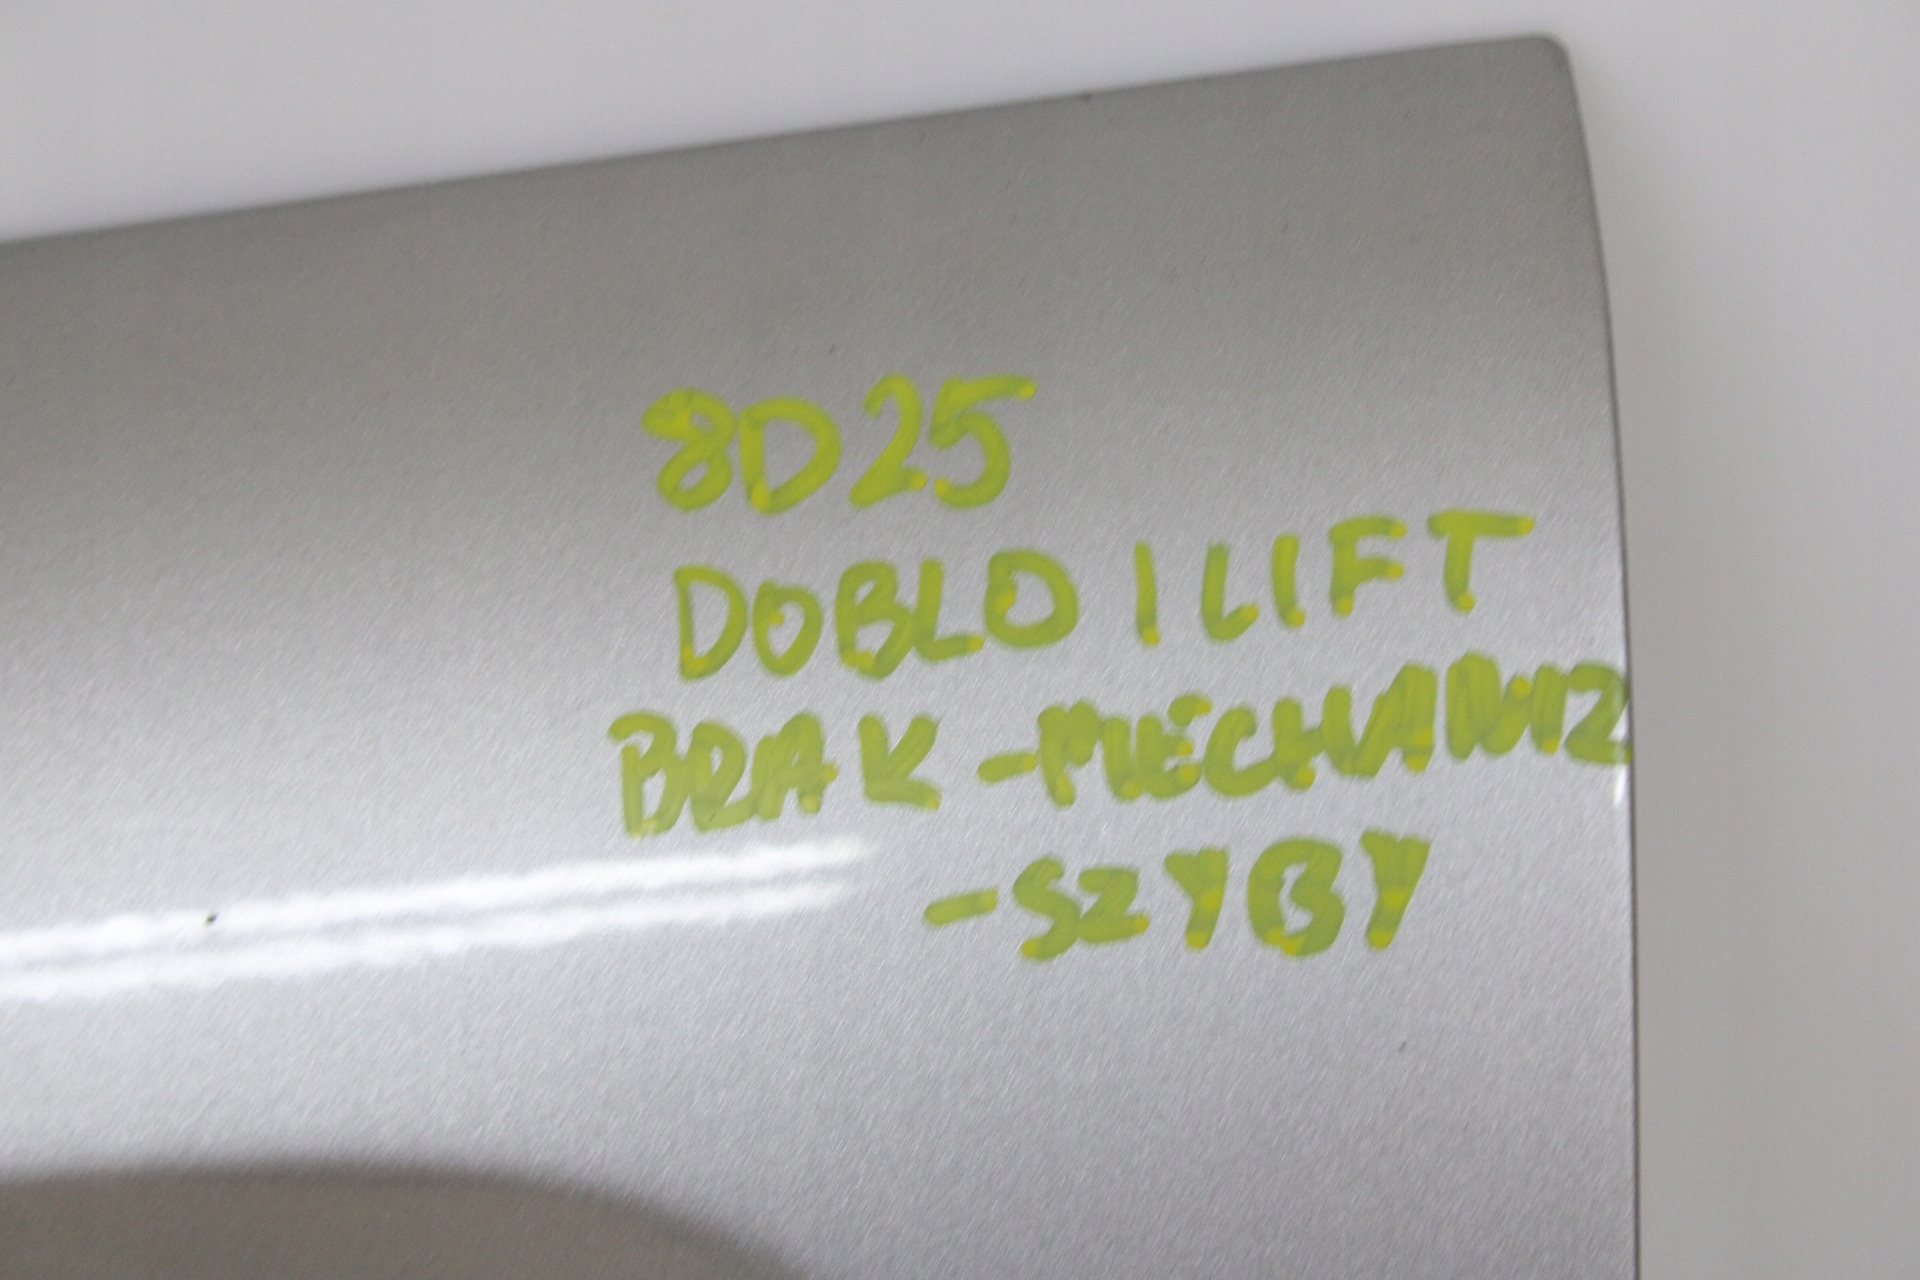 8D25
DOBLO I LIFT
BRAK - MECHANIZ
- SZYBY